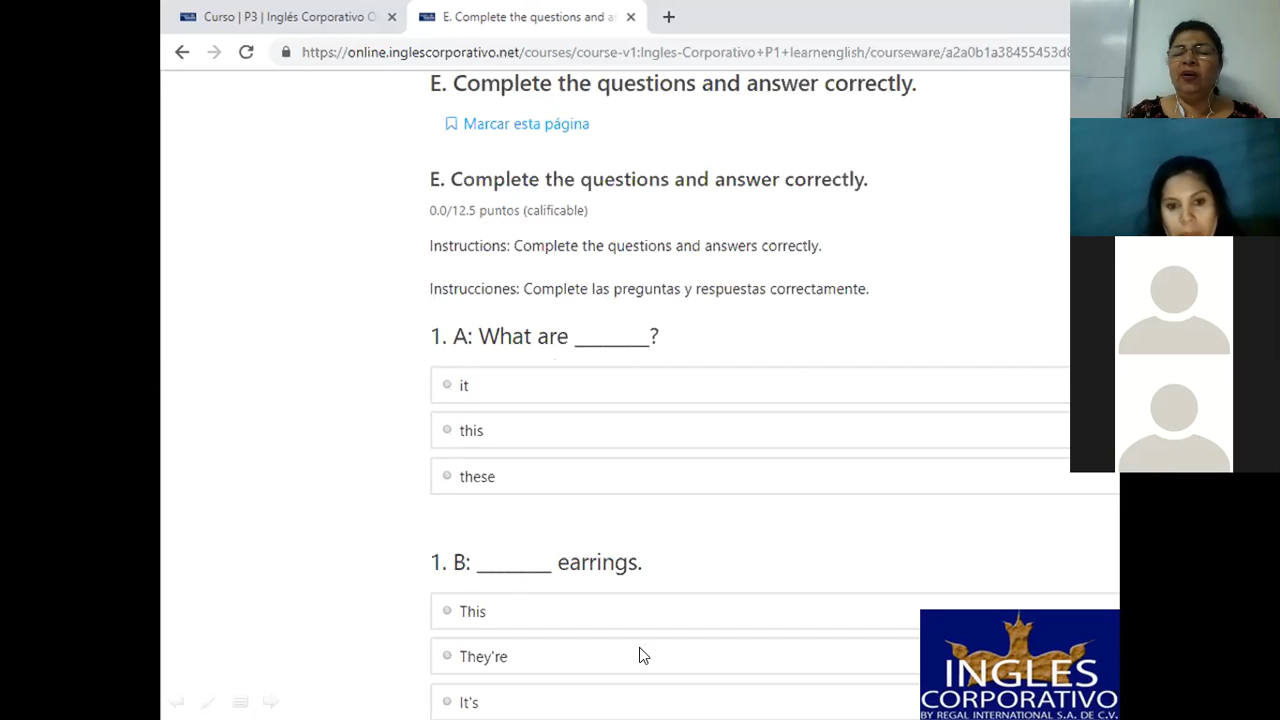 Curso | P3 | Inglés Corporativo O
E. Complete the questions and a
https://online.inglescorporativo.net/courses/course-v1:Ingles-Corporativo+P1+learnenglish/courseware/a2a0b1a38455453d8
E. Complete the questions and answer correctly.
Marcar esta página
E. Complete the questions and answer correctly.
0.0/12.5 puntos (calificable)
Instructions: Complete the questions and answers correctly.
Instrucciones: Complete las preguntas y respuestas correctamente.
1. A: What are _______?
it
this
these
1. B: _______ earrings.
This
They're
It's
INGLES
CORPORATIVO
BY REGAL INTERNATIONAL S.A. DE C.V.